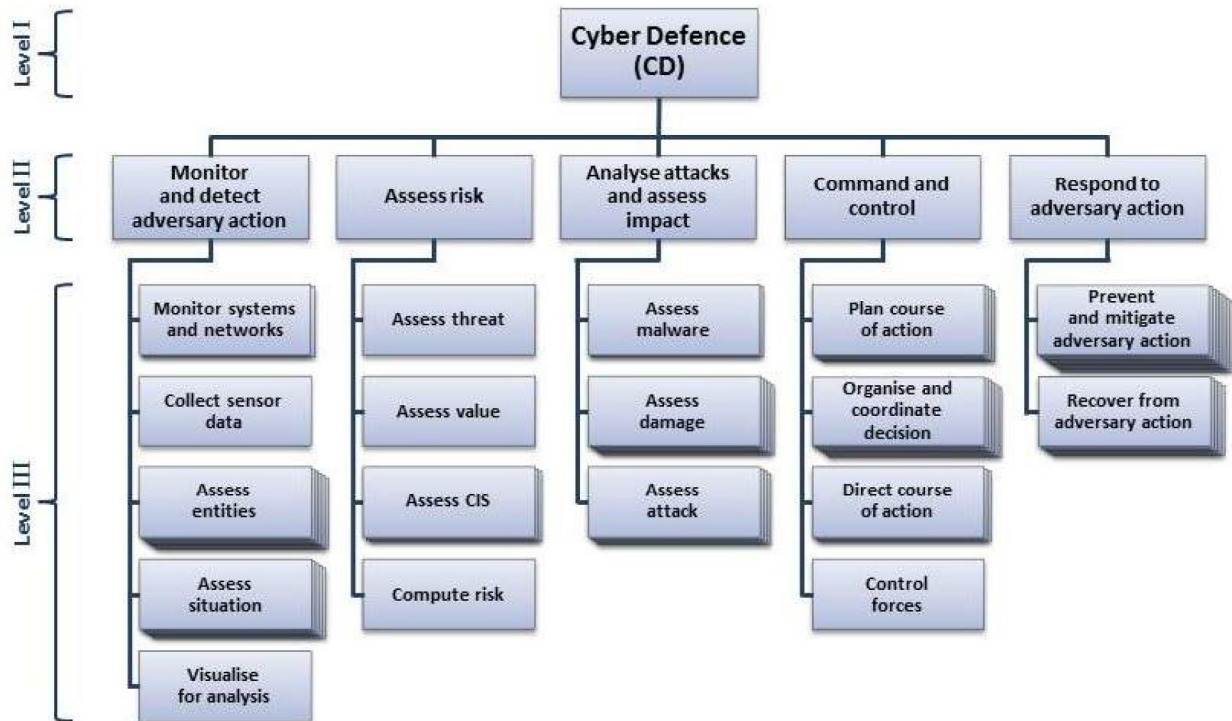 Level I
Cyber Defence
(CD)
Level II
Monitor
and detect
adversary action
Assess risk
Analyse attacks
and assess
impact
Command and
control
Respond to
adversary action
Level III
Monitor systems
and networks
Collect sensor
data
Assess
entities
Assess
situation
Visualise
for analysis
Assess threat
Assess value
Assess CIS
Compute risk
Assess
malware
Assess
damage
Assess
attack
Plan course
of action
Organise and
coordinate
decision
Direct course
of action
Control
forces
Prevent
and mitigate
adversary action
Recover from
adversary action